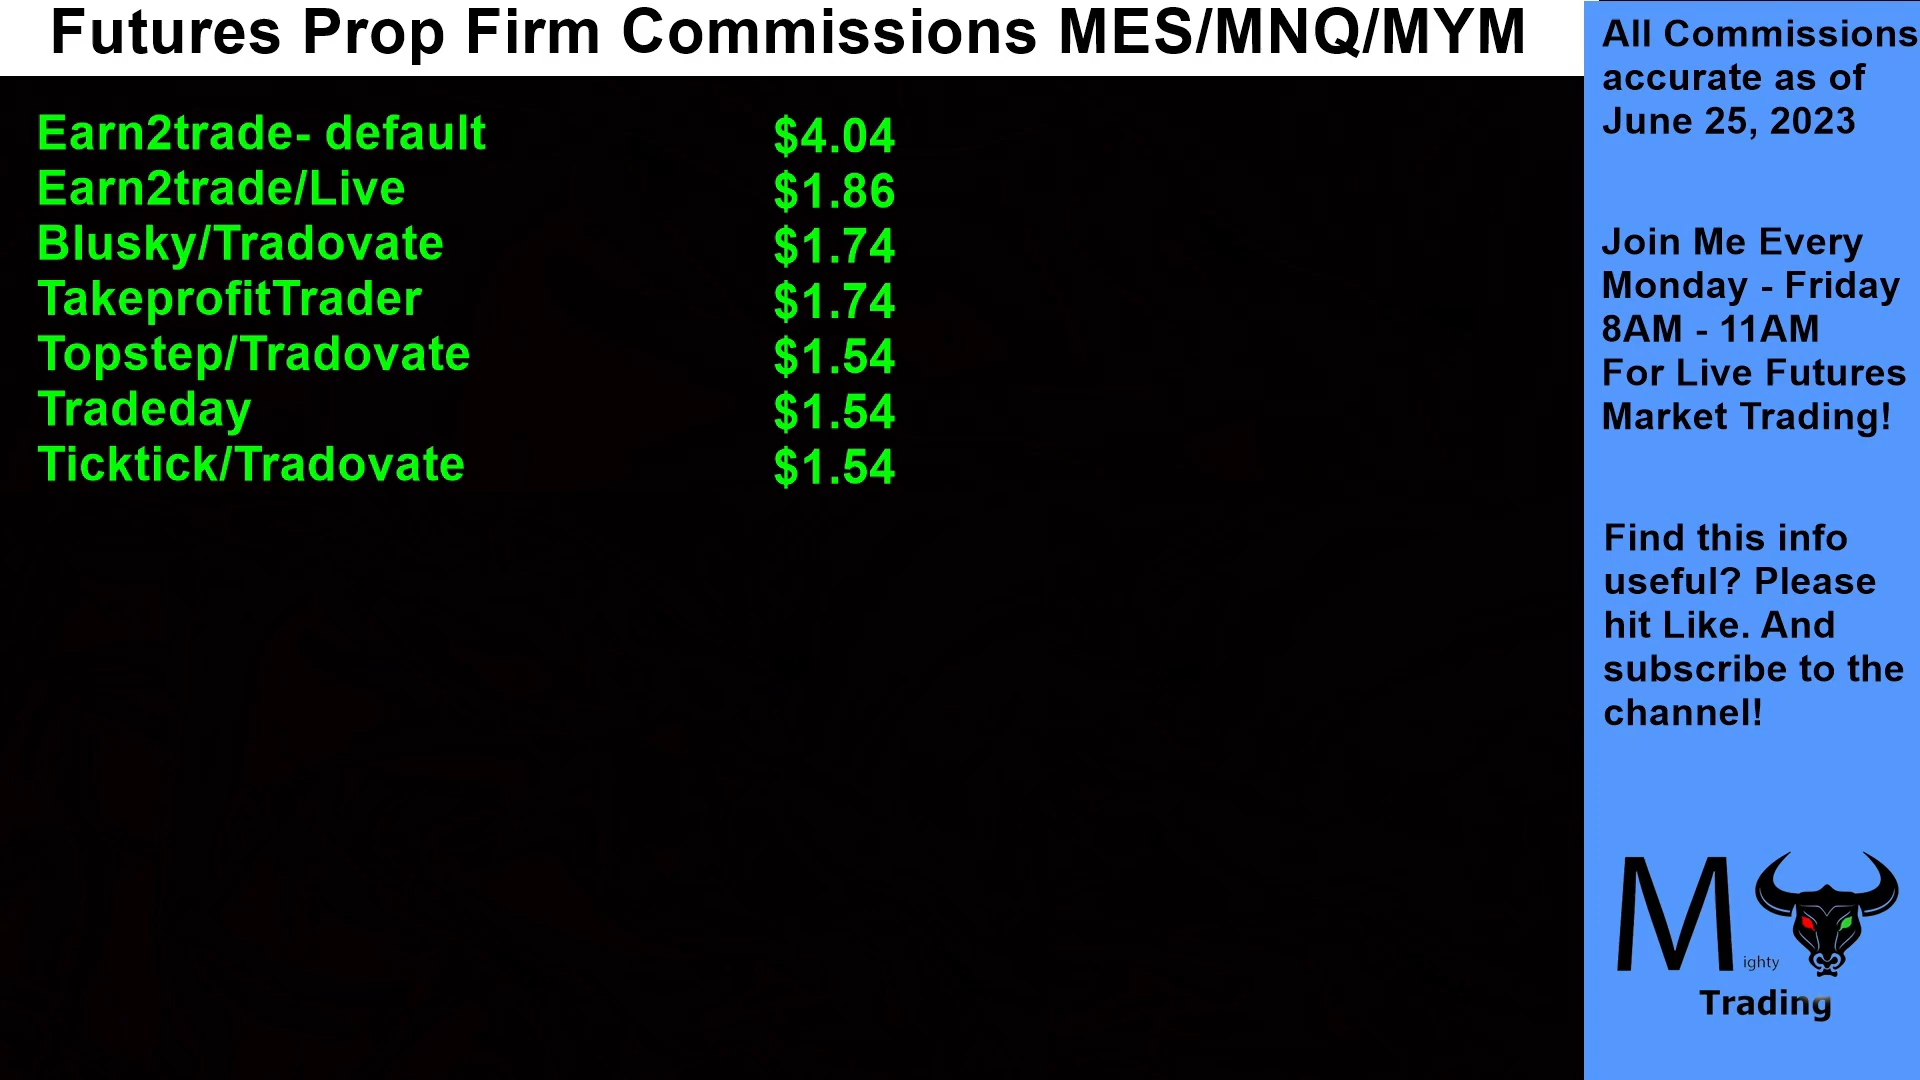 Futures Prop Firm Commissions MES/MNQ/MYM
Earn2trade- default $4.04
Earn2trade/Live $1.86
Blusky/Tradovate $1.74
TakeprofitTrader $1.74
Topstep/Tradovate $1.54
Tradeday $1.54
Ticktick/Tradovate $1.54
All Commissions
accurate as of
June 25, 2023
Join Me Every
Monday - Friday
8AM - 11AM
For Live Futures
Market Trading!
Find this info
useful? Please
hit Like. And
subscribe to the
channel!
Mighty
Trading